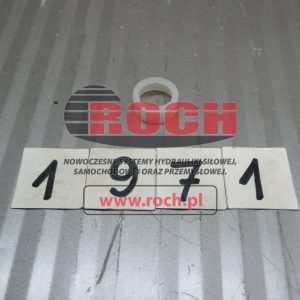 ROCH
NOWOCZESNE SYSTEMY HYDRAULIKI SIŁOWEJ,
SAMOCHODOWEJ ORAZ PRZEMYSŁOWEJ.
1 9 7 1
www.roch.pl